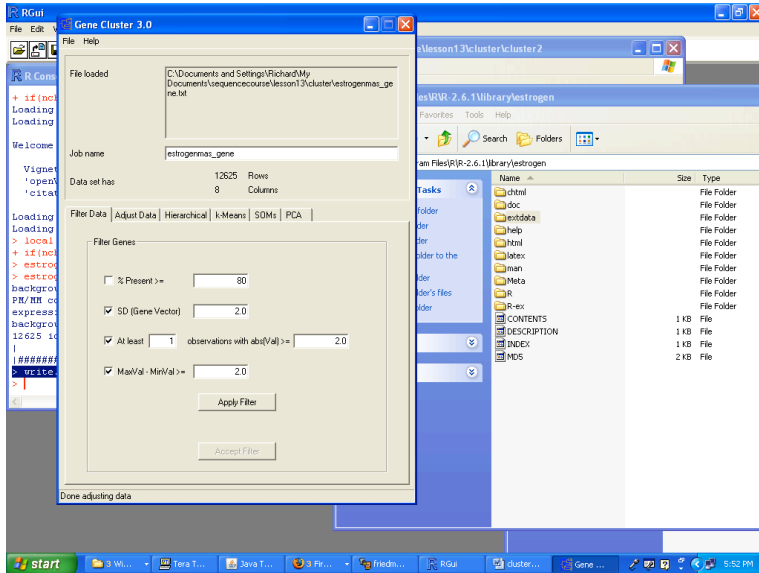 RGui
File Edit V
R Cons
+ if(ncl
Loading
Loading
Welcome
Vignet
'openV
'citat
Loading
Loading
> local
+ if(ncl
> estrog
> estrog
backgrou
PM/MM co
express:
backgrou
12625 id
|
|#######
> write.
>
Gene Cluster 3.0
File Help
File loaded
C:\Documents and Settings\Richard\My
Documents\sequencecourse\lesson13\cluster\estrogenmas_ge
ne.txt
Job name
estrogenmas_gene
Data set has
12625 Rows
8 Columns
Filter Data Adjust Data Hierarchical k-Means SOMs PCA
Filter Genes
% Present >= 80
SD (Gene Vector) 2.0
At least 1 observations with abs(Val) >= 2.0
MaxVal - MinVal >= 2.0
Apply Filter
Accept Filter
Done adjusting data
e\lesson13\cluster\cluster2
es\R\R-2.6.1\library\estrogen
Favorites Tools Help
Search Folders
ram Files\R\R-2.6.1\library\estrogen
Tasks
folder
der
der
older to the
lder
lder's files
older
Name Size Type
chtml File Folder
doc File Folder
extdata File Folder
help File Folder
html File Folder
latex File Folder
man File Folder
Meta File Folder
R File Folder
R-ex File Folder
CONTENTS 1 KB File
DESCRIPTION 1 KB File
INDEX 1 KB File
MD5 2 KB File
start 3 Wi... Tera T... Java T... 3 Fir... friedm... RGui cluster... Gene ... 5:52 PM